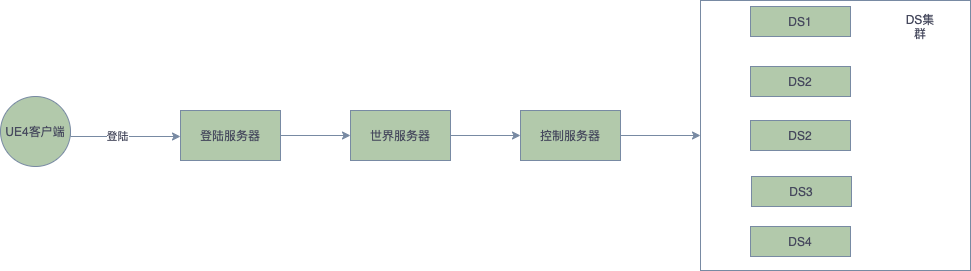 UE4客户端
登陆
登陆服务器
世界服务器
控制服务器
DS1
DS2
DS2
DS3
DS4
DS集
群